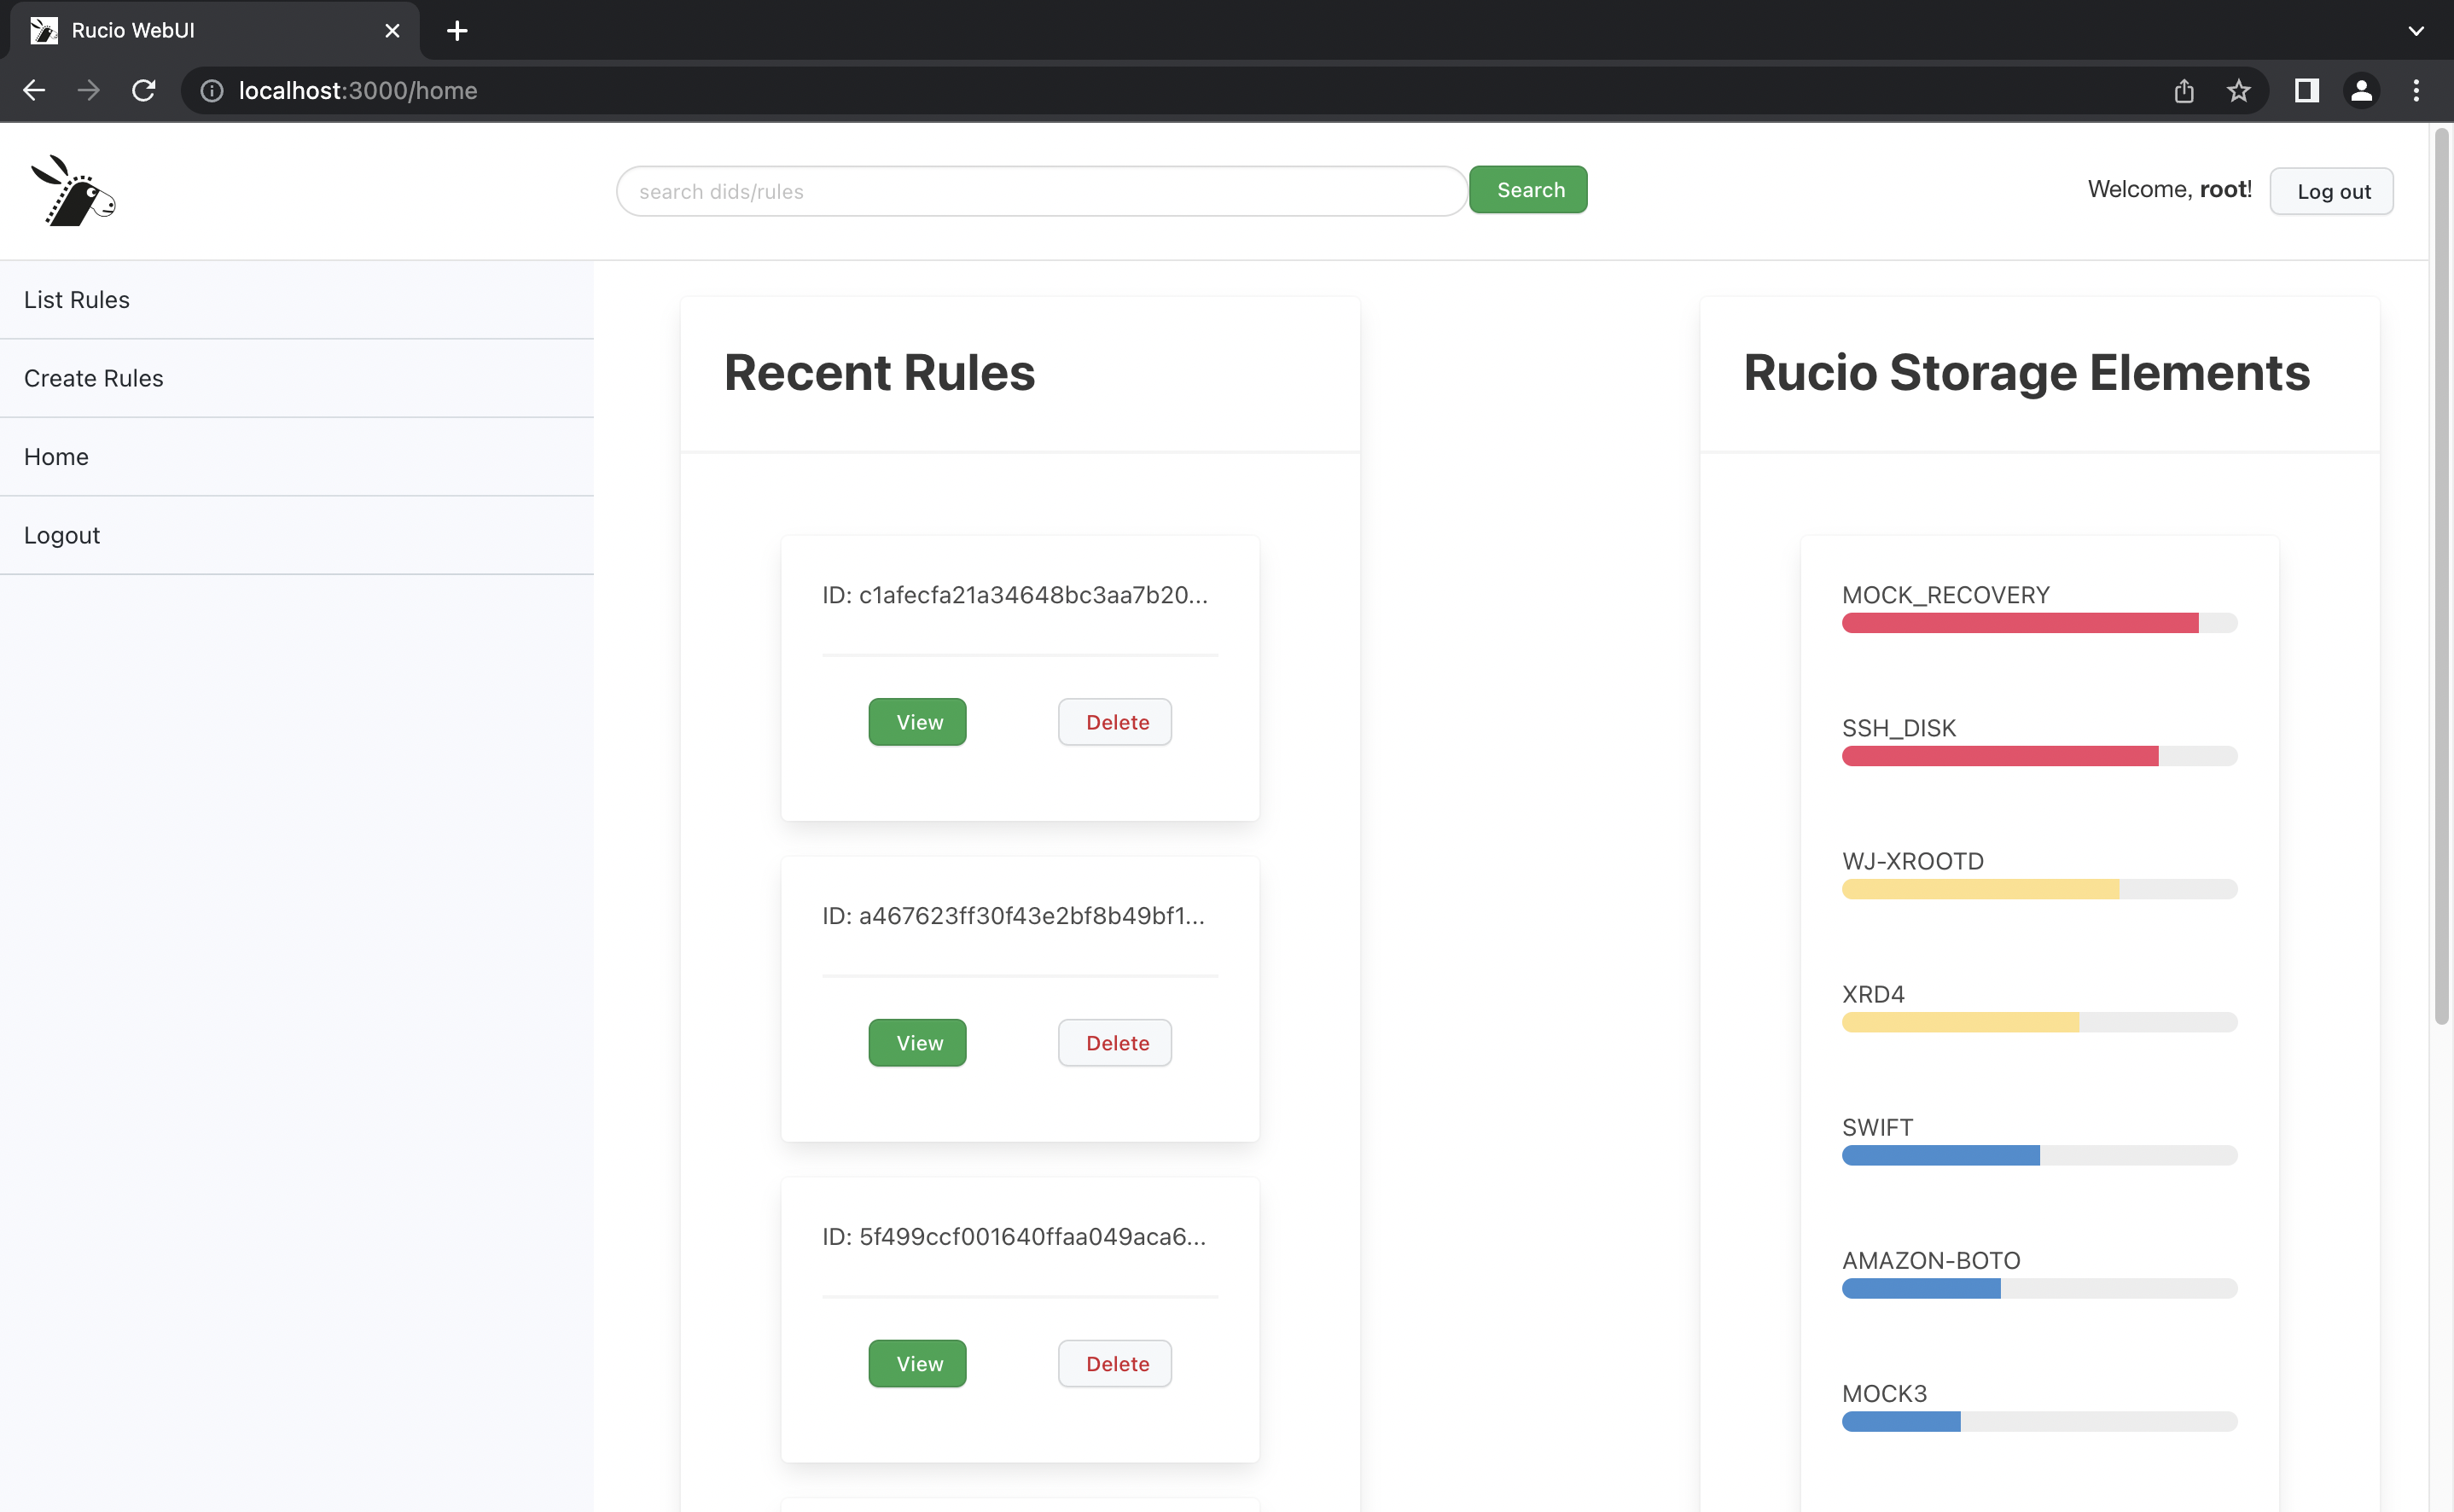 Rucio WebUI
localhost:3000/home
search dids/rules
Search
Welcome, root!
Log out
List Rules
Create Rules
Home
Logout
Recent Rules
ID: c1afecfa21a34648bc3aa7b20...
View
Delete
ID: a467623ff30f43e2bf8b49bf1...
View
Delete
ID: 5f499ccf001640ffaa049aca6...
View
Delete
Rucio Storage Elements
MOCK_RECOVERY
SSH_DISK
WJ-XROOTD
XRD4
SWIFT
AMAZON-BOTO
MOCK3